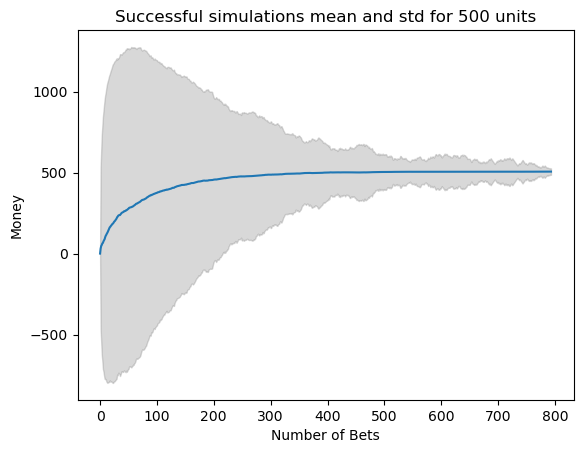 Successful simulations mean and std for 500 units
1000
500
0
−500
Money
0 100 200 300 400 500 600 700 800
Number of Bets